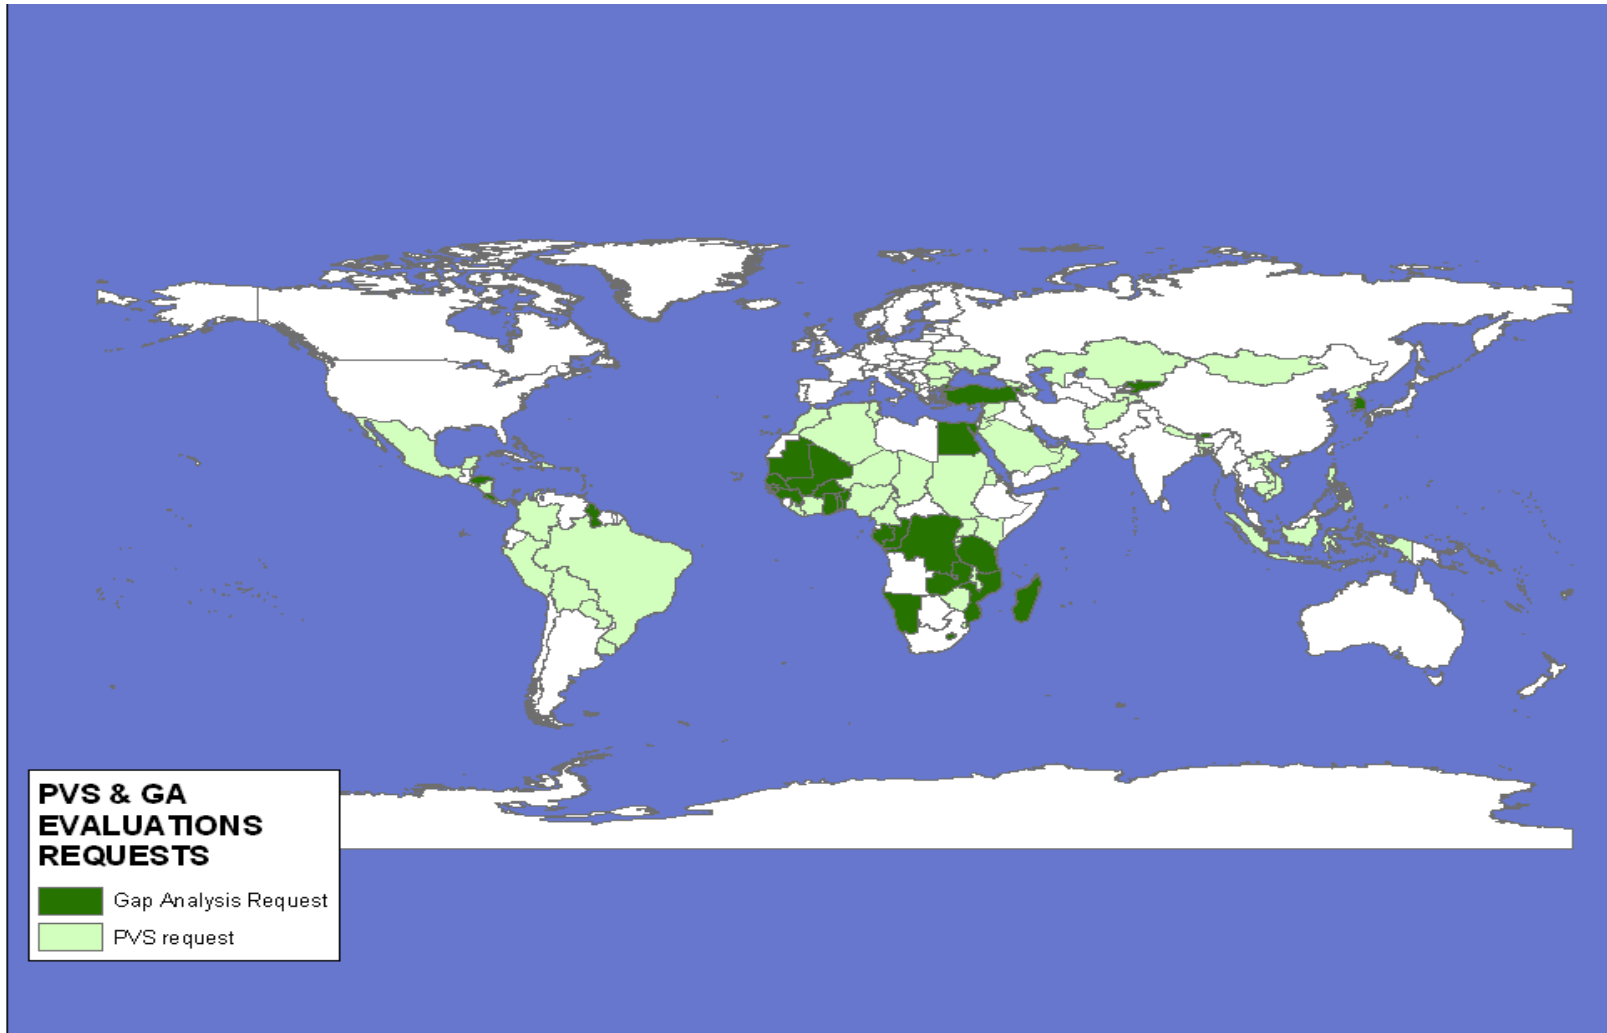 PVS & GA
EVALUATIONS
REQUESTS
Gap Analysis Request
PVS request